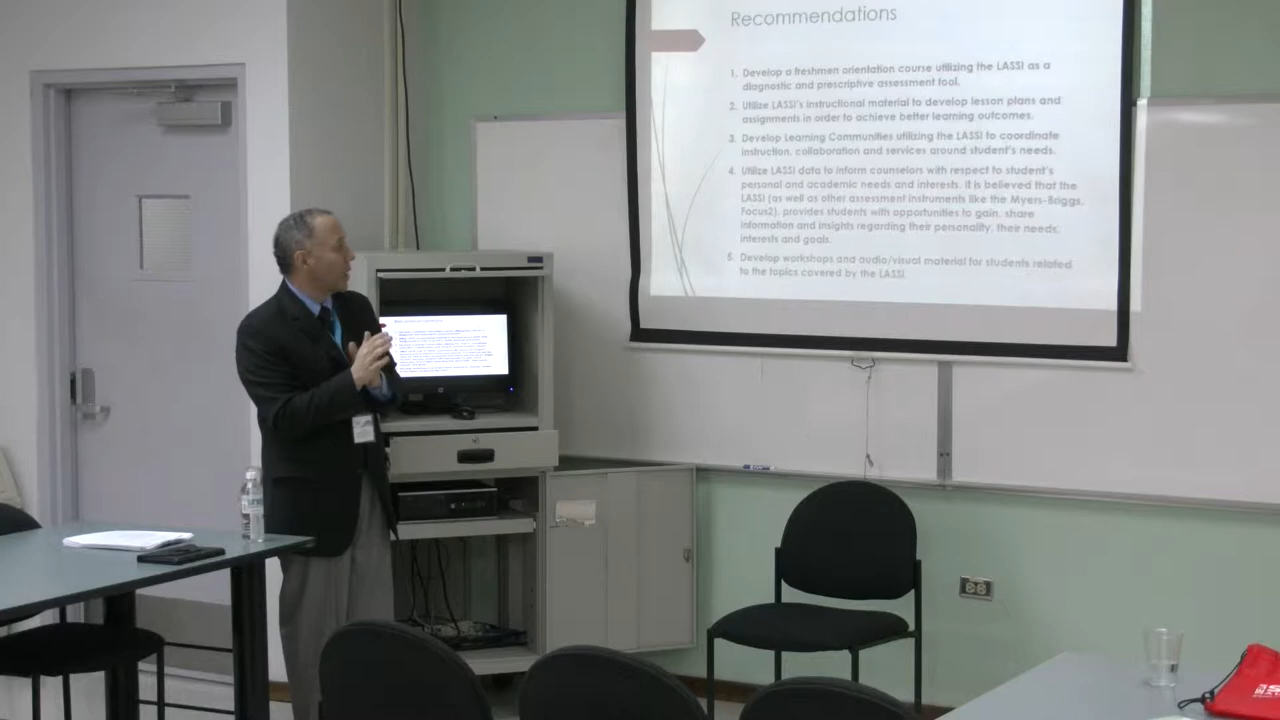 Recommendations
1. Develop a freshmen orientation course utilizing the LASSI as a
diagnostic and prescriptive assessment tool.
2. Utilize LASSI's instructional material to develop lesson plans and
assignments in order to achieve better learning outcomes.
3. Develop Learning Communities utilizing the LASSI to coordinate
instruction, collaboration and services around student's needs.
4. Utilize LASSI data to inform counselors with respect to student's
personal and academic needs and interests. It is believed that the
LASSI (as well as other assessment instruments like the Myers-Briggs,
Focus2), provides students with opportunities to gain, share
information and insights regarding their personality, their needs,
interests and goals.
5. Develop workshops and audio/visual material for students related
to the topics covered by the LASSI